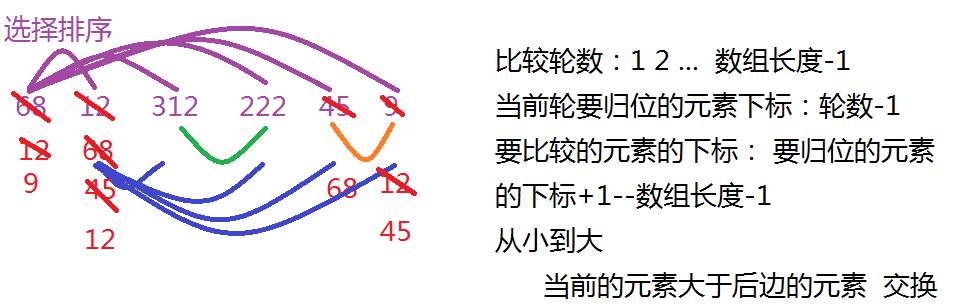 选择排序
68 12 312 222 45 9
12 68
9 45 68 12
12 45
比较轮数：1 2 ... 数组长度-1
当前轮要归位的元素下标：轮数-1
要比较的元素的下标： 要归位的元素
的下标+1--数组长度-1
从小到大
当前的元素大于后边的元素 交换